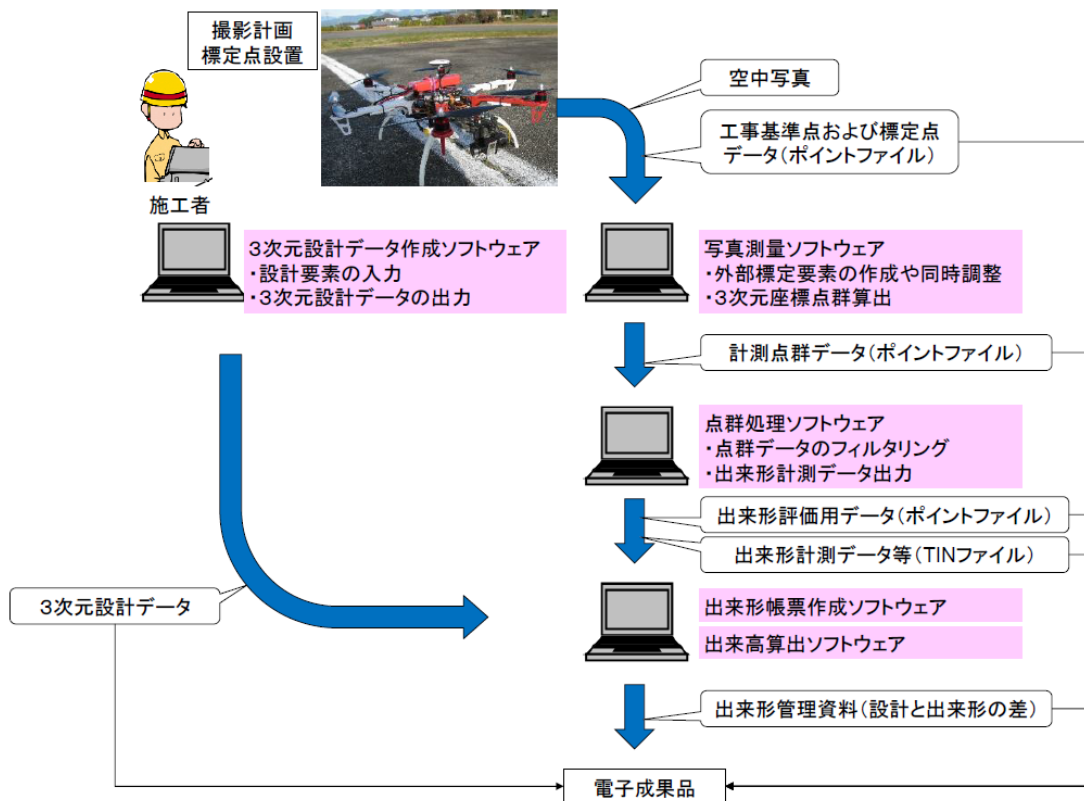 撮影計画
標定点設置
空中写真
工事基準点および標定点
データ(ポイントファイル)
施工者
3次元設計データ作成ソフトウェア
・設計要素の入力
・3次元設計データの出力
写真測量ソフトウェア
・外部標定要素の作成や同時調整
・3次元座標点群算出
計測点群データ(ポイントファイル)
点群処理ソフトウェア
・点群データのフィルタリング
・出来形計測データ出力
出来形評価用データ(ポイントファイル)
出来形計測データ等(TINファイル)
3次元設計データ
出来形帳票作成ソフトウェア
出来高算出ソフトウェア
出来形管理資料(設計と出来形の差)
電子成果品